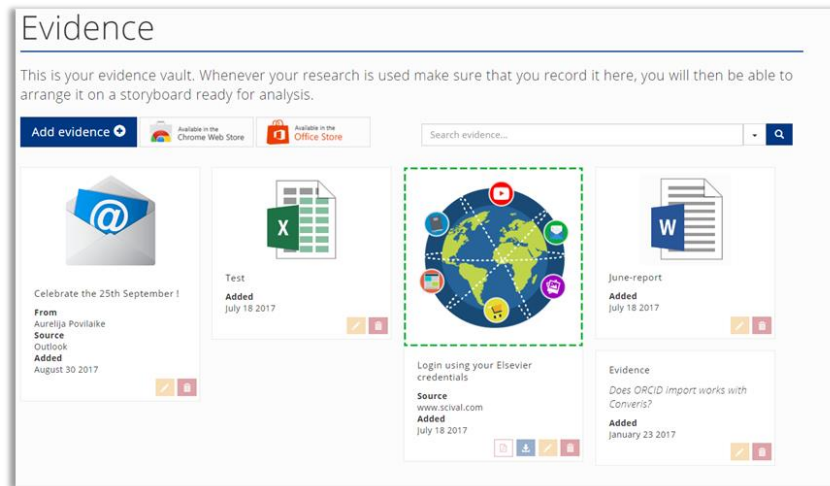 Evidence
This is your evidence vault. Whenever your research is used make sure that you record it here, you will then be able to
arrange it on a storyboard ready for analysis.
Add evidence
Available in the
Chrome Web Store
Available in the
Office Store
Search evidence...
@
Celebrate the 25th September !
From
Aurelija Povilaike
Source
Outlook
Added
August 30 2017
X
Test
Added
July 18 2017
Login using your Elsevier
credentials
Source
www.scival.com
Added
July 18 2017
W
June-report
Added
July 18 2017
Evidence
Does ORCID import works with
Converis?
Added
January 23 2017